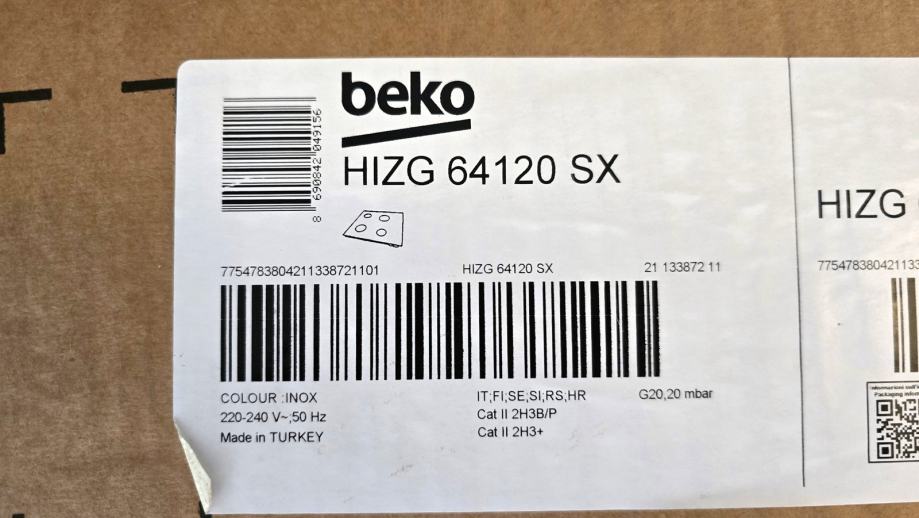 beko
8 690842 049156
HIZG 64120 SX
7754783804211338721101 HIZG 64120 SX 21 133872 11
COLOUR :INOX
220-240 V~;50 Hz
Made in TURKEY
IT;FI;SE;SI;RS;HR
Cat II 2H3B/P
Cat II 2H3+
G20,20 mbar
HIZG
77547838042113